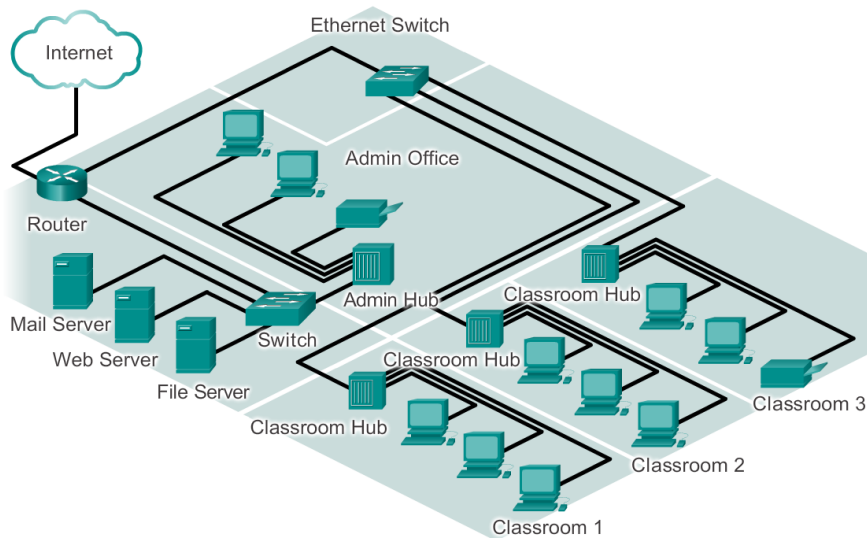 Ethernet Switch
Internet
Admin Office
Router
Classroom Hub
Admin Hub
Mail Server
Switch
Web Server
Classroom Hub
File Server
Classroom 3
Classroom Hub
Classroom 2
Classroom 1